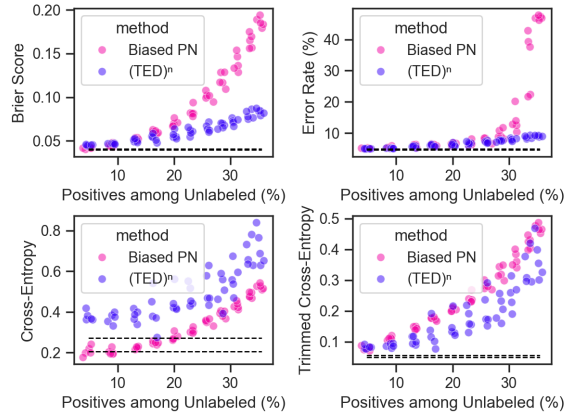 0.20
0.15
0.10
0.05
Brier Score
method
Biased PN
(TED)ⁿ
10 20 30
Positives among Unlabeled (%)
40
30
20
10
Error Rate (%)
method
Biased PN
(TED)ⁿ
10 20 30
Positives among Unlabeled (%)
0.8
0.6
0.4
0.2
Cross-Entropy
method
Biased PN
(TED)ⁿ
10 20 30
Positives among Unlabeled (%)
0.5
0.4
0.3
0.2
0.1
Trimmed Cross-Entropy
method
Biased PN
(TED)ⁿ
10 20 30
Positives among Unlabeled (%)